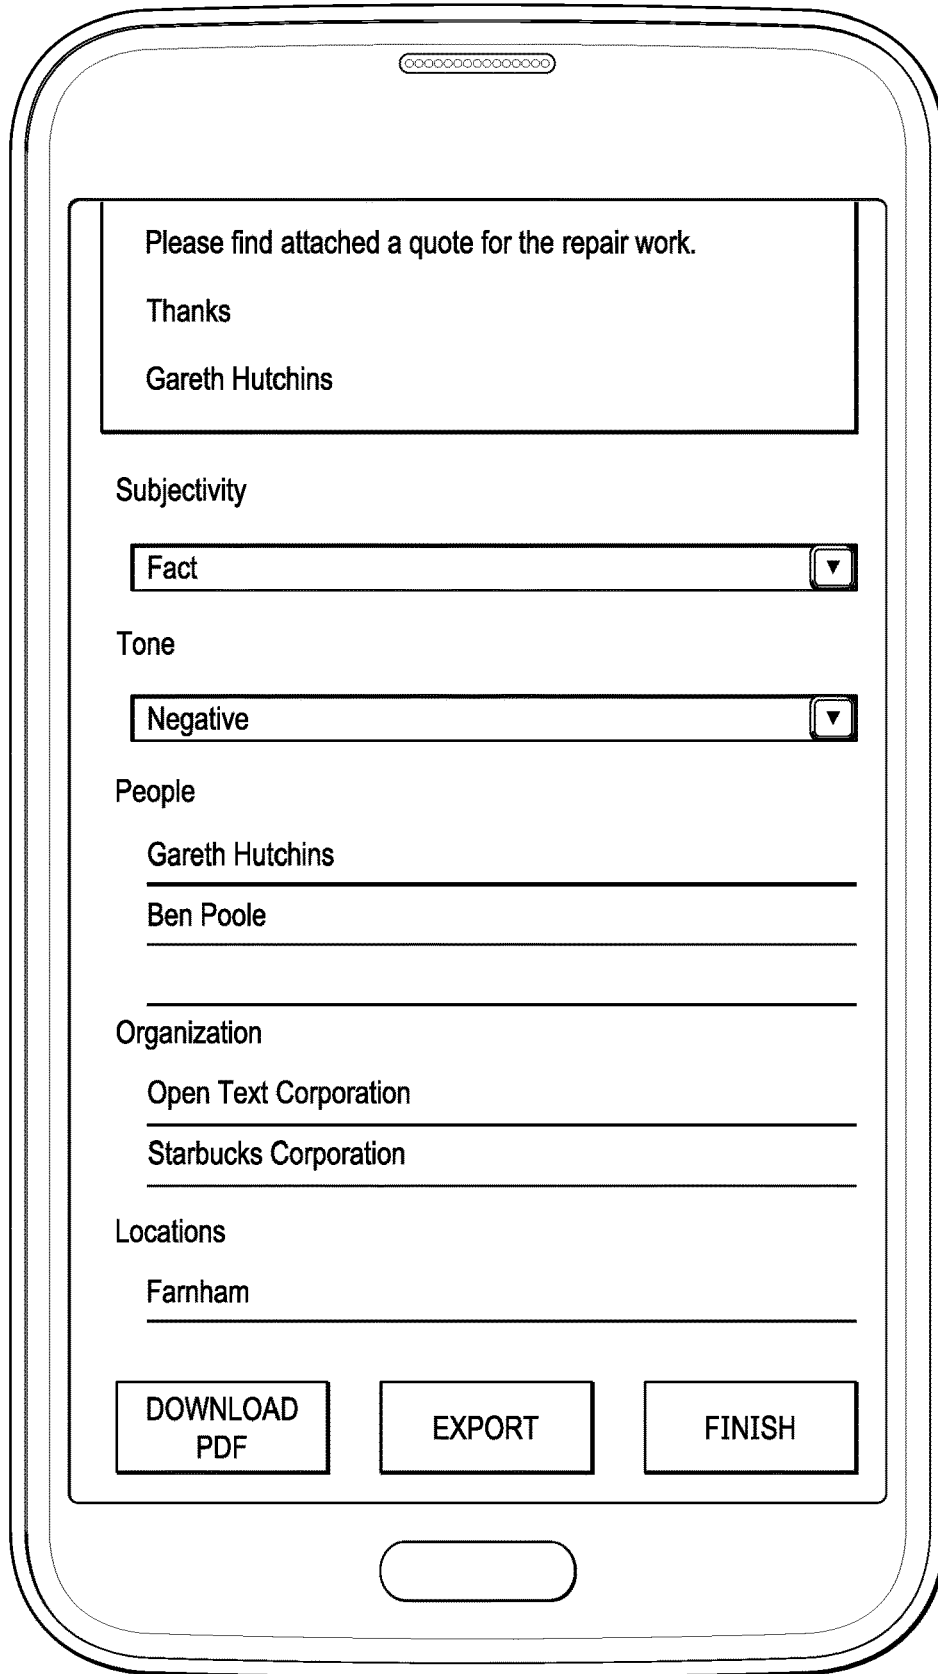 Please find attached a quote for the repair work.
Thanks
Gareth Hutchins
Subjectivity
Fact
Tone
Negative
People
Gareth Hutchins
Ben Poole
Organization
Open Text Corporation
Starbucks Corporation
Locations
Farnham
DOWNLOAD
PDF
EXPORT
FINISH